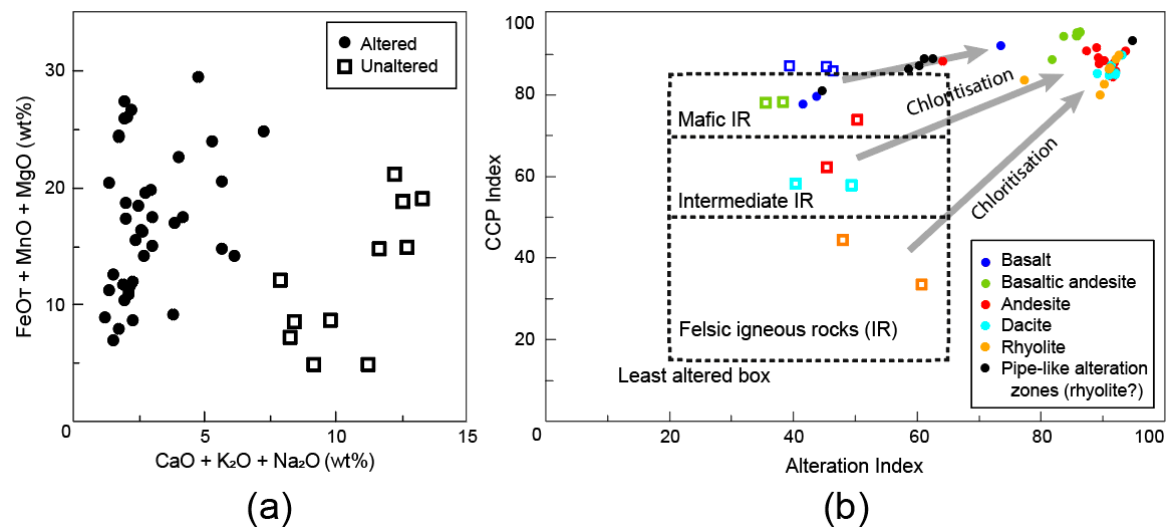 Altered
Unaltered
30
20
10
0
5
10
15
FeOᴛ + MnO + MgO (wt%)
CaO + K₂O + Na₂O (wt%)
(a)
100
80
60
40
20
0
20
40
60
80
100
CCP Index
Alteration Index
Mafic IR
Intermediate IR
Felsic igneous rocks (IR)
Least altered box
Chloritisation
Chloritisation
Basalt
Basaltic andesite
Andesite
Dacite
Rhyolite
Pipe-like alteration
zones (rhyolite?)
(b)